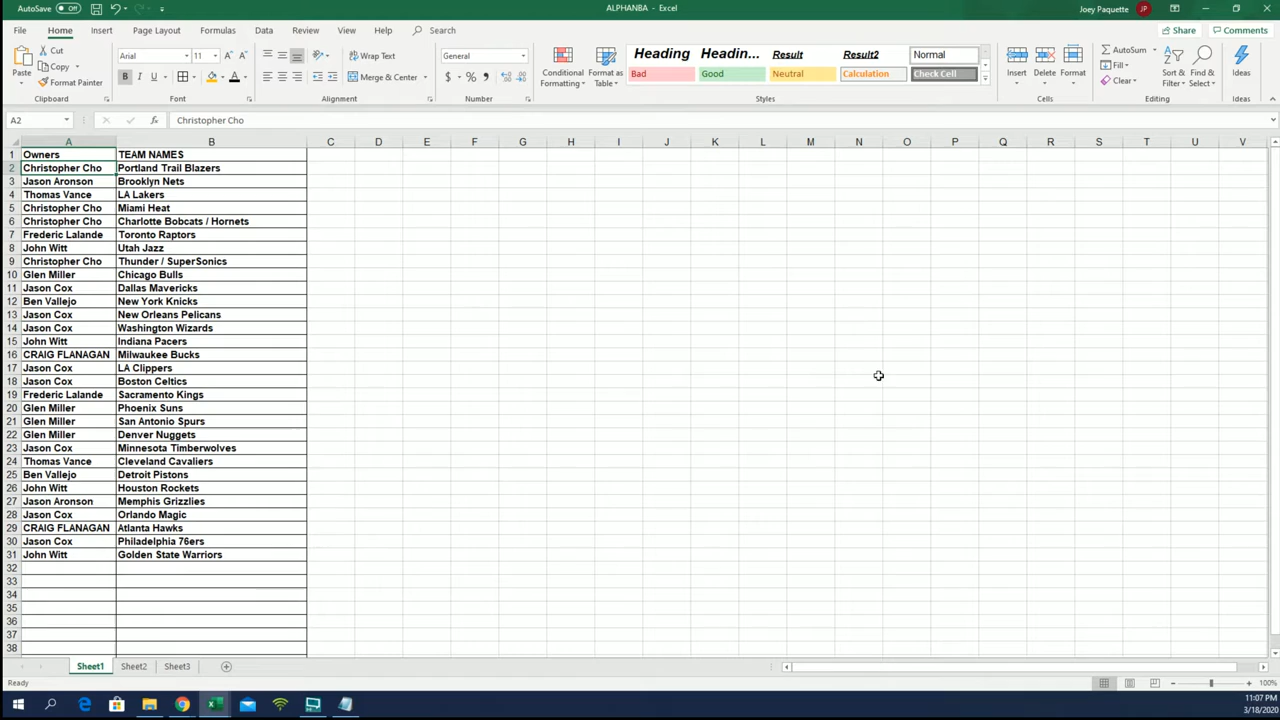 AutoSave Off ALPHANBA - Excel Joey Paquette JP
File Home Insert Page Layout Formulas Data Review View Help Search Share Comments
Paste Cut Copy Format Painter Clipboard
Arial 11 B I U Font
Wrap Text Merge & Center Alignment
General $ % Number
Conditional Formatting Format as Table Heading Headin... Result Result2 Normal
Bad Good Neutral Calculation Check Cell Styles
Insert Delete Format Cells
AutoSum Fill Clear Sort & Filter Find & Select Editing
Ideas Ideas
A2 fx Christopher Cho
A B C D E F G H I J K L M N O P Q R S T U V
1 Owners TEAM NAMES
2 Christopher Cho Portland Trail Blazers
3 Jason Aronson Brooklyn Nets
4 Thomas Vance LA Lakers
5 Christopher Cho Miami Heat
6 Christopher Cho Charlotte Bobcats / Hornets
7 Frederic Lalande Toronto Raptors
8 John Witt Utah Jazz
9 Christopher Cho Thunder / SuperSonics
10 Glen Miller Chicago Bulls
11 Jason Cox Dallas Mavericks
12 Ben Vallejo New York Knicks
13 Jason Cox New Orleans Pelicans
14 Jason Cox Washington Wizards
15 John Witt Indiana Pacers
16 CRAIG FLANAGAN Milwaukee Bucks
17 Jason Cox LA Clippers
18 Jason Cox Boston Celtics
19 Frederic Lalande Sacramento Kings
20 Glen Miller Phoenix Suns
21 Glen Miller San Antonio Spurs
22 Glen Miller Denver Nuggets
23 Jason Cox Minnesota Timberwolves
24 Thomas Vance Cleveland Cavaliers
25 Ben Vallejo Detroit Pistons
26 John Witt Houston Rockets
27 Jason Aronson Memphis Grizzlies
28 Jason Cox Orlando Magic
29 CRAIG FLANAGAN Atlanta Hawks
30 Jason Cox Philadelphia 76ers
31 John Witt Golden State Warriors
32
33
34
35
36
37
38
Sheet1 Sheet2 Sheet3
Ready 100%
11:07 PM
3/18/2020